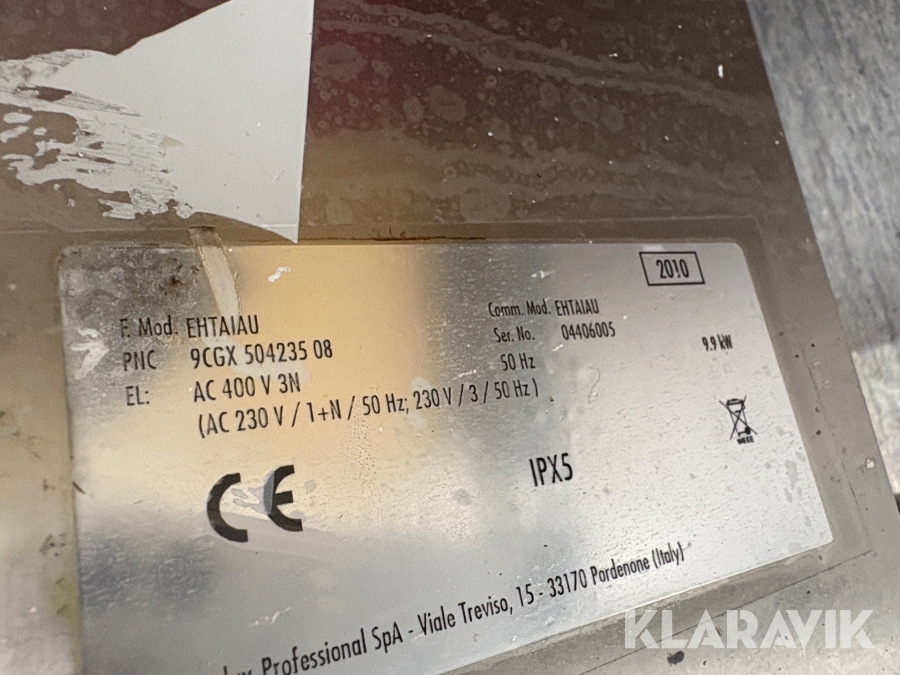 2010
F. Mod. EHTAIAU
Comm. Mod. EHTAIAU
PNC 9CGX 504235 08
Ser. No. 04406005
EL: AC 400 V 3N
50 Hz
9.9 kW
(AC 230 V / 1+N / 50 Hz; 230 V / 3 / 50 Hz)
CE
IPX5
WEEE
Professional SpA - Viale Treviso, 15 - 33170 Pordenone (Italy)
KLARAVIK